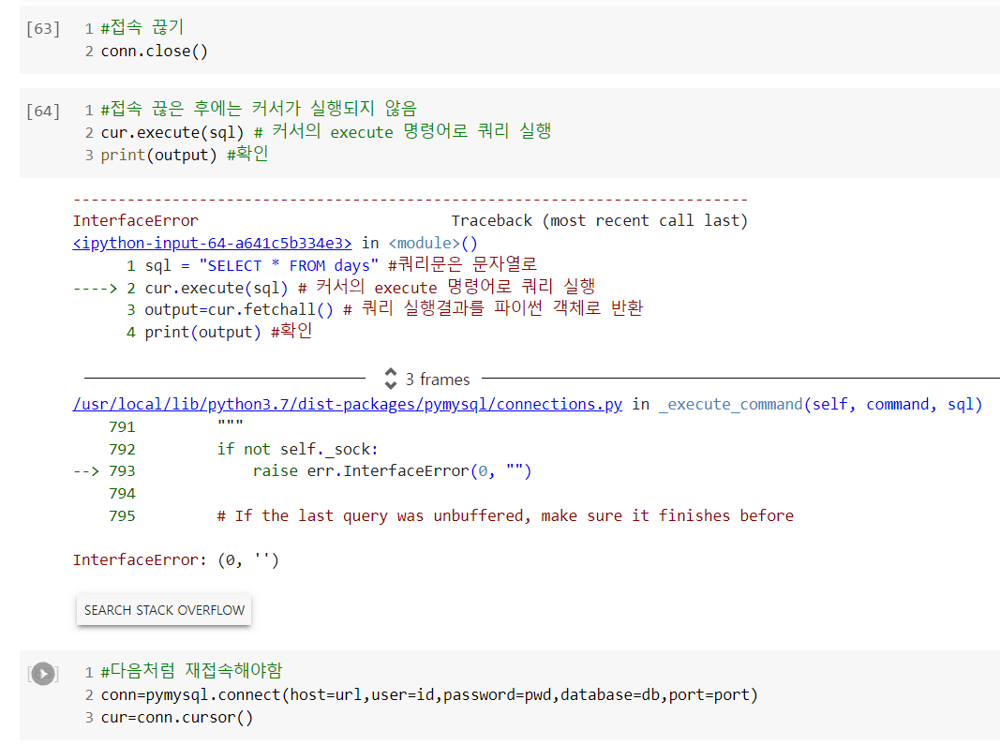 [63]
1 #접속 끊기
2 conn.close()
[64]
1 #접속 끊은 후에는 커서가 실행되지 않음
2 cur.execute(sql) # 커서의 execute 명령어로 쿼리 실행
3 print(output) #확인
---------------------------------------------------------------------------
InterfaceError Traceback (most recent call last)
<ipython-input-64-a641c5b334e3> in <module>()
1 sql = "SELECT * FROM days" #쿼리문은 문자열로
----> 2 cur.execute(sql) # 커서의 execute 명령어로 쿼리 실행
3 output=cur.fetchall() # 쿼리 실행결과를 파이썬 객체로 반환
4 print(output) #확인
3 frames
/usr/local/lib/python3.7/dist-packages/pymysql/connections.py in _execute_command(self, command, sql)
791 """
792 if not self._sock:
--> 793 raise err.InterfaceError(0, "")
794
795 # If the last query was unbuffered, make sure it finishes before
InterfaceError: (0, '')
SEARCH STACK OVERFLOW
1 #다음처럼 재접속해야함
2 conn=pymysql.connect(host=url,user=id,password=pwd,database=db,port=port)
3 cur=conn.cursor()